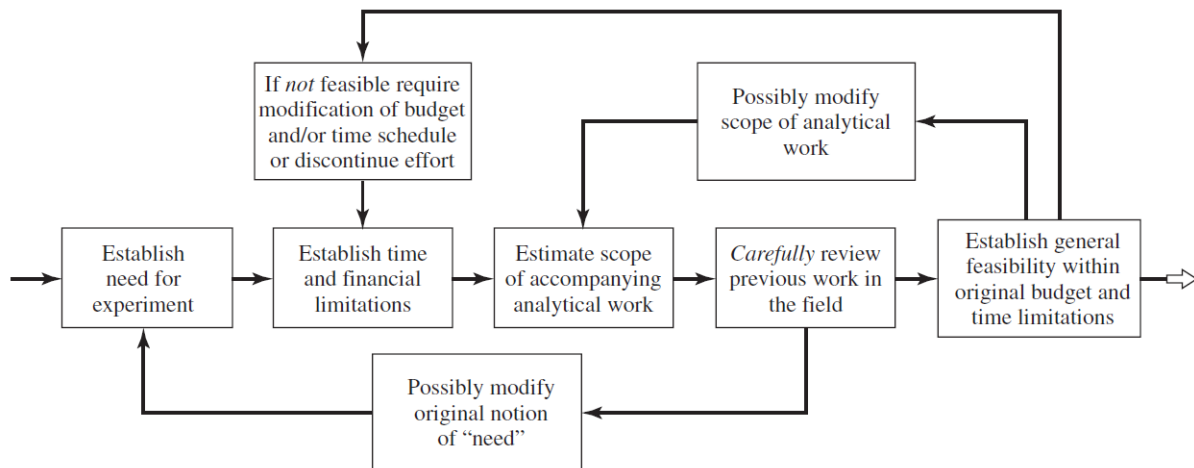 If not feasible require
modification of budget
and/or time schedule
or discontinue effort
Possibly modify
scope of analytical
work
Establish
need for
experiment
Establish time
and financial
limitations
Estimate scope
of accompanying
analytical work
Carefully review
previous work in
the field
Establish general
feasibility within
original budget and
time limitations
Possibly modify
original notion
of “need”